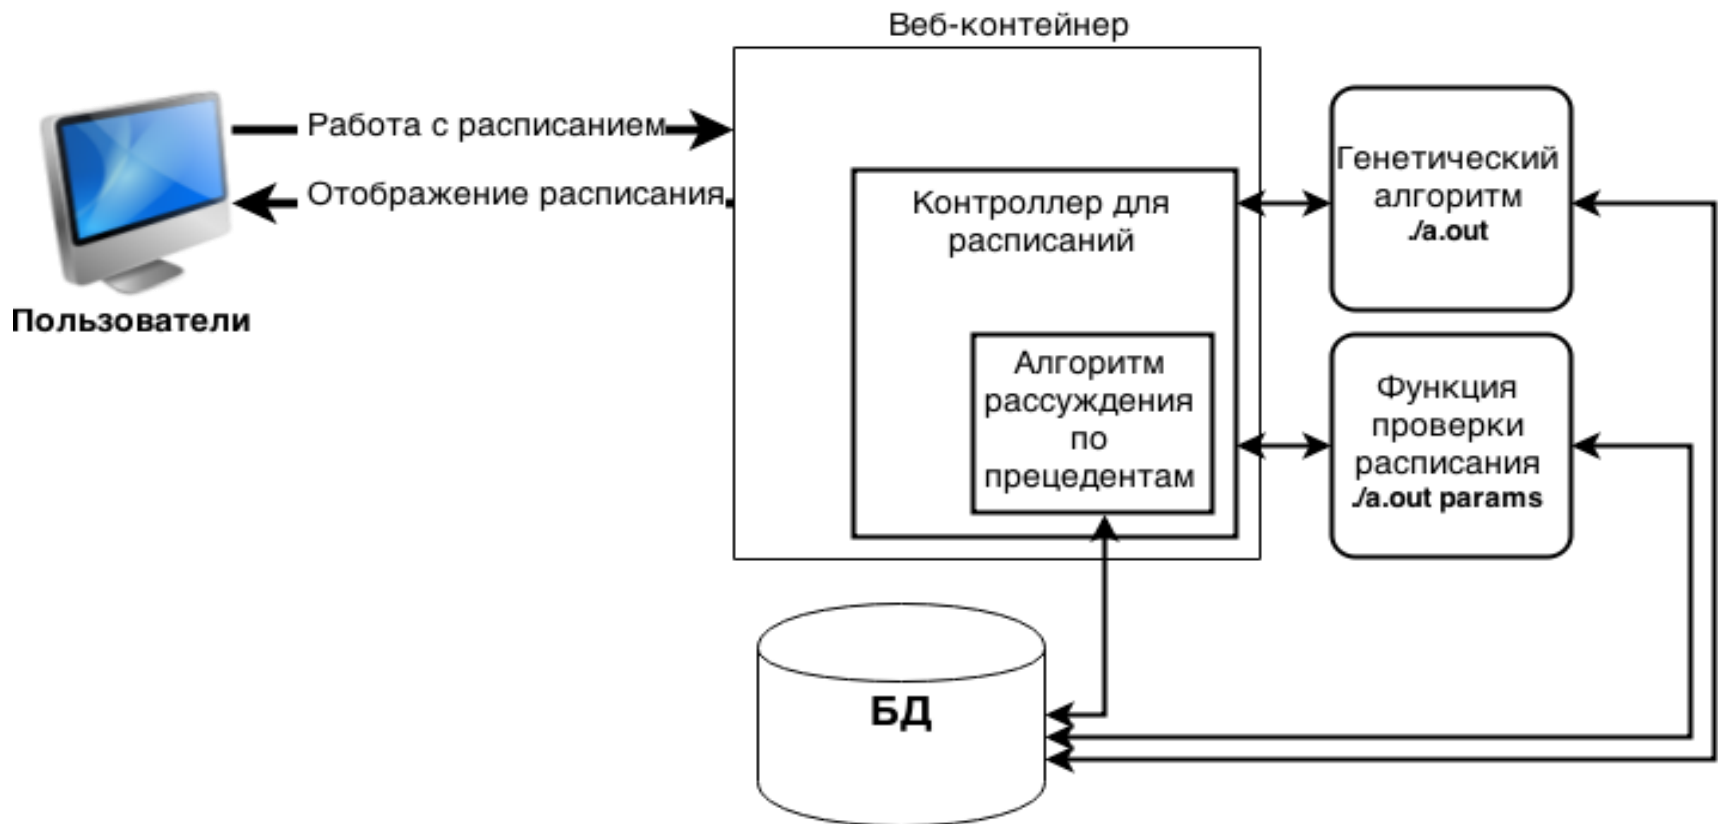 Веб-контейнер
Работа с расписанием
Отображение расписания
Пользователи
Контроллер для
расписаний
Алгоритм
рассуждения
по
прецедентам
Генетический
алгоритм
./a.out
Функция
проверки
расписания
./a.out params
БД